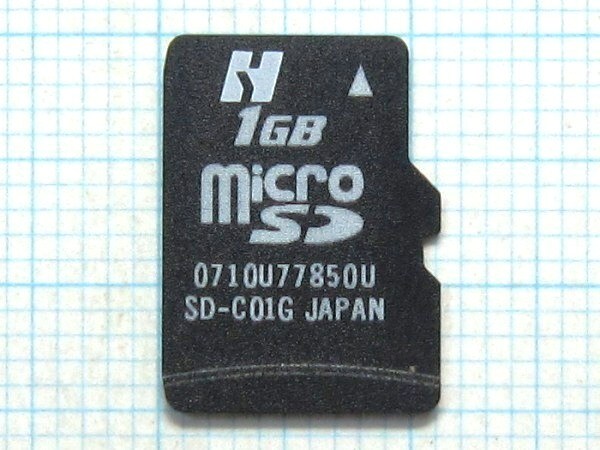 H
1GB
micro
SD
0710U77850U
SD-C01G JAPAN